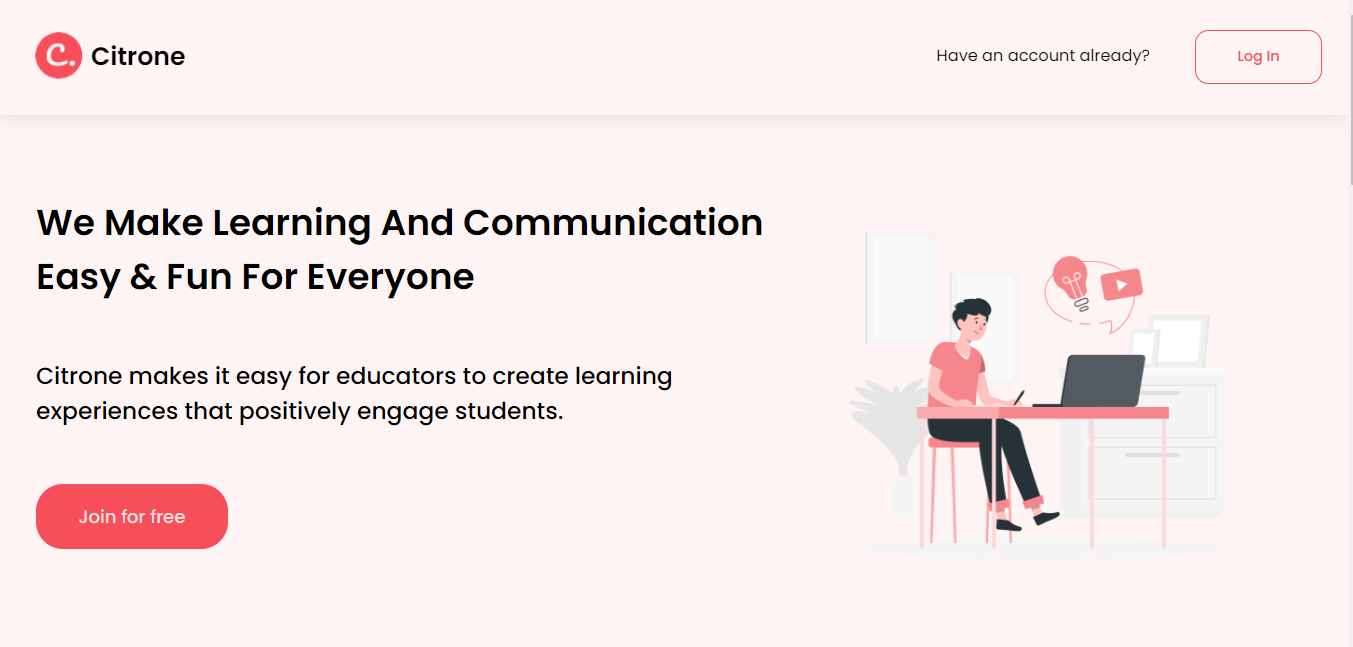 C. Citrone
Have an account already?
Log In
We Make Learning And Communication
Easy & Fun For Everyone
Citrone makes it easy for educators to create learning
experiences that positively engage students.
Join for free